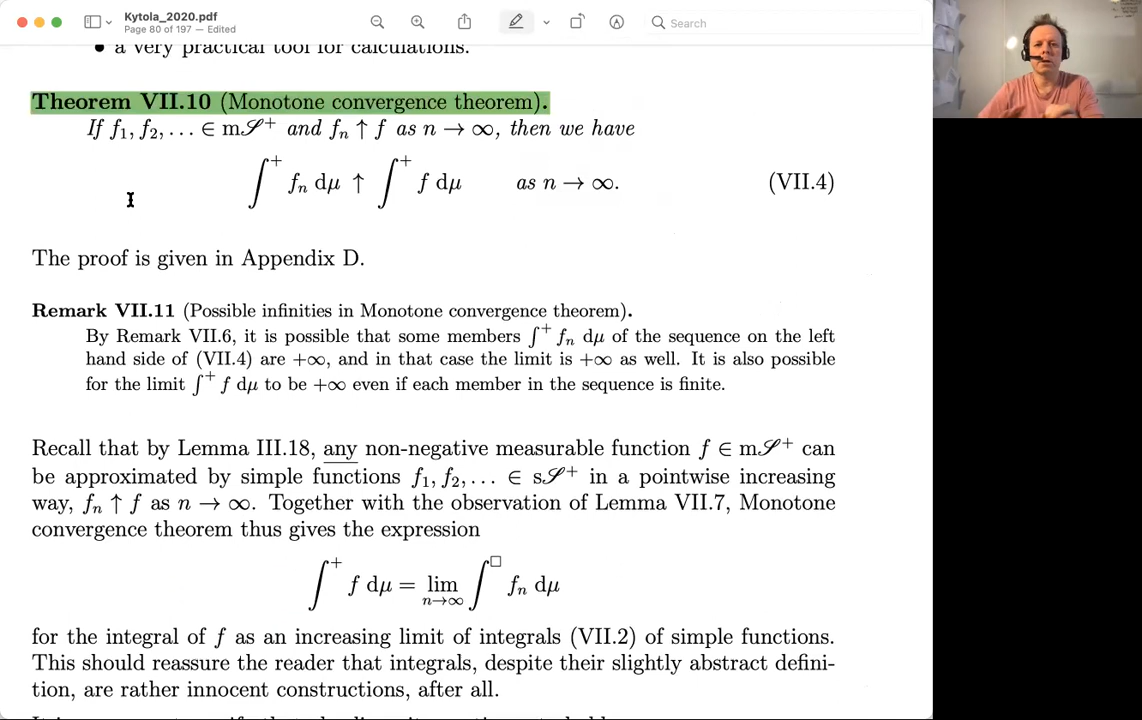 Kytola_2020.pdf
Page 80 of 197 — Edited
Search
• a very practical tool for calculations.
Theorem VII.10 (Monotone convergence theorem).
If f₁, f₂, . . . ∈ m𝒮⁺ and fₙ ↑ f as n → ∞, then we have
∫⁺ fₙ dμ ↑ ∫⁺ f dμ as n → ∞. (VII.4)
The proof is given in Appendix D.
Remark VII.11 (Possible infinities in Monotone convergence theorem).
By Remark VII.6, it is possible that some members ∫⁺ fₙ dμ of the sequence on the left
hand side of (VII.4) are +∞, and in that case the limit is +∞ as well. It is also possible
for the limit ∫⁺ f dμ to be +∞ even if each member in the sequence is finite.
Recall that by Lemma III.18, any non-negative measurable function f ∈ m𝒮⁺ can
be approximated by simple functions f₁, f₂, . . . ∈ s𝒮⁺ in a pointwise increasing
way, fₙ ↑ f as n → ∞. Together with the observation of Lemma VII.7, Monotone
convergence theorem thus gives the expression
∫⁺ f dμ = lim n→∞ ∫□ fₙ dμ
for the integral of f as an increasing limit of integrals (VII.2) of simple functions.
This should reassure the reader that integrals, despite their slightly abstract defini-
tion, are rather innocent constructions, after all.